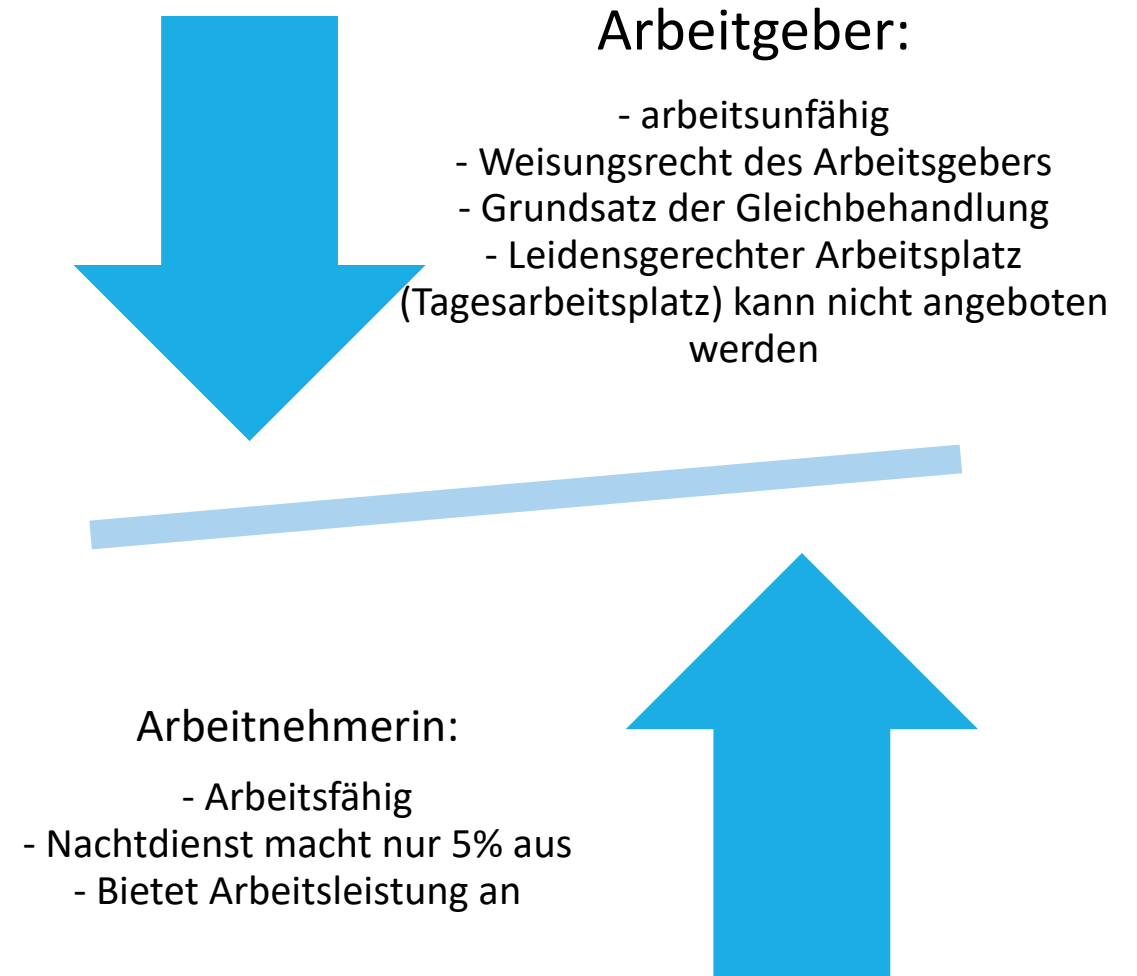 Arbeitgeber:
- arbeitsunfähig
- Weisungsrecht des Arbeitsgebers
- Grundsatz der Gleichbehandlung
- Leidensgerechter Arbeitsplatz
(Tagesarbeitsplatz) kann nicht angeboten
werden
Arbeitnehmerin:
- Arbeitsfähig
- Nachtdienst macht nur 5% aus
- Bietet Arbeitsleistung an